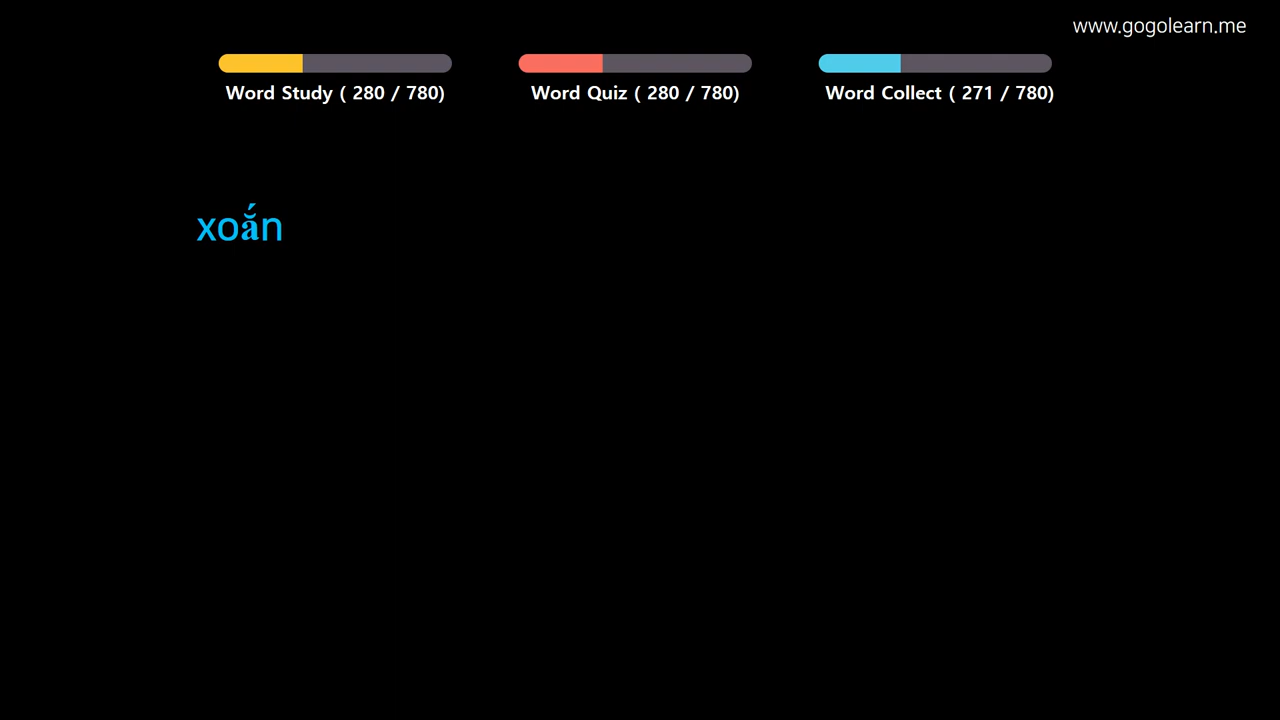 www.gogolearn.me
Word Study ( 280 / 780)
Word Quiz ( 280 / 780)
Word Collect ( 271 / 780)
xoắn